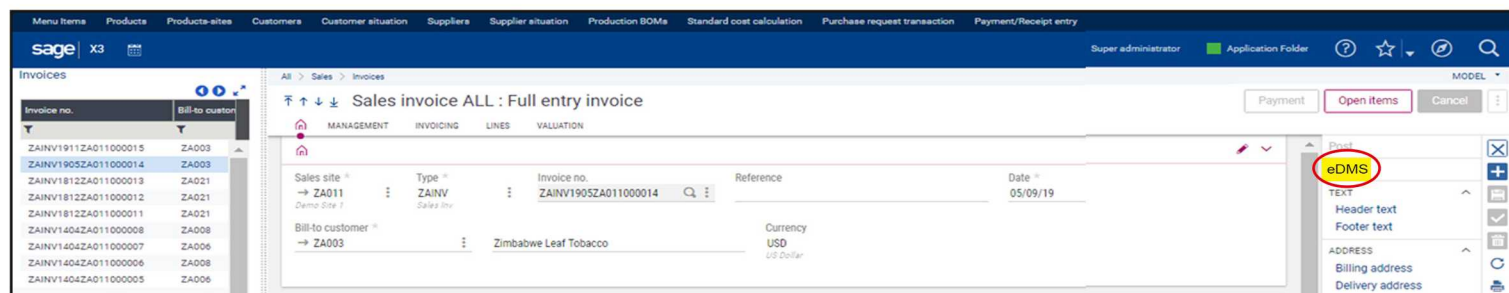 Menu Items Products Products-sites Customers Customer situation Suppliers Supplier situation Production BOMs Standard cost calculation Purchase request transaction Payment/Receipt entry
sage X3
Super administrator Application Folder
Invoices
All > Sales > Invoices
MODEL
Sales invoice ALL : Full entry invoice
Payment Open items Cancel
Invoice no. Bill-to custom
MANAGEMENT INVOICING LINES VALUATION
ZAINV1911ZA011000015 ZA003
ZAINV1905ZA011000014 ZA003
ZAINV1812ZA011000013 ZA021
ZAINV1812ZA011000012 ZA021
ZAINV1812ZA011000011 ZA021
ZAINV1404ZA011000008 ZA008
ZAINV1404ZA011000007 ZA006
ZAINV1404ZA011000006 ZA008
ZAINV1404ZA011000005 ZA006
Sales site * Type * Invoice no. Reference Date *
ZA011 ZAINV ZAINV1905ZA011000014 05/09/19
Demo Site 1 Sales Inv
Bill-to customer * Currency
ZA003 Zimbabwe Leaf Tobacco USD
US Dollar
Post
eDMS
TEXT
Header text
Footer text
ADDRESS
Billing address
Delivery address